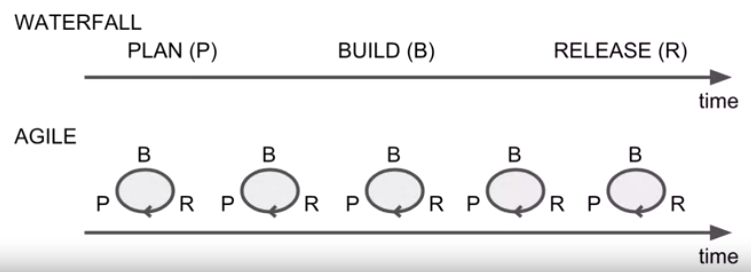 WATERFALL
PLAN (P) BUILD (B) RELEASE (R)
time
AGILE
B B B B B
P R P R P R P R P R
time